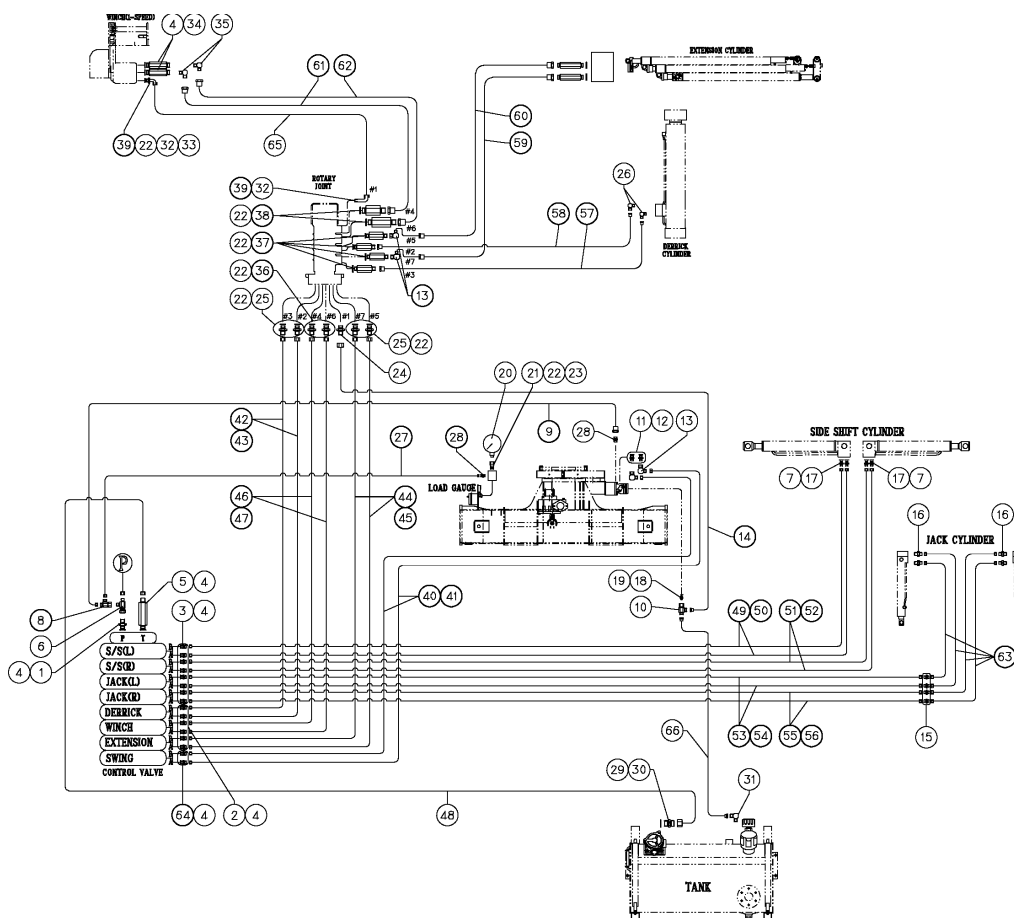 WINCH(1-SPEED)
4 34 35
EXTENSION CYLINDER
61 62
60
59
39 22 32 33
65
26
ROTARY
JOINT
39 32
#1
#4
22 38
#6
22 37
#5
58 57
#2
#7
DERRICK
CYLINDER
22 36
#3
13
22 25
#3 #2 #4 #6 #1 #7 #5
25 22
24
20 21 22 23
42
43
27 28
9
28
11 12 13
SIDE SHIFT CYLINDER
7 17 17 7
LOAD GAUGE
46
47
44
45
14
16 16
JACK CYLINDER
P
5 4
8
3 4
40 41
19 18
10
49 50 51 52
6
P T
4 1
S/S(L)
S/S(R)
JACK(L)
JACK(R)
DERRICK
WINCH
EXTENSION
SWING
CONTROL VALVE
63
53 54 55 56
15
66
64 4 2 4
48
29 30
31
TANK